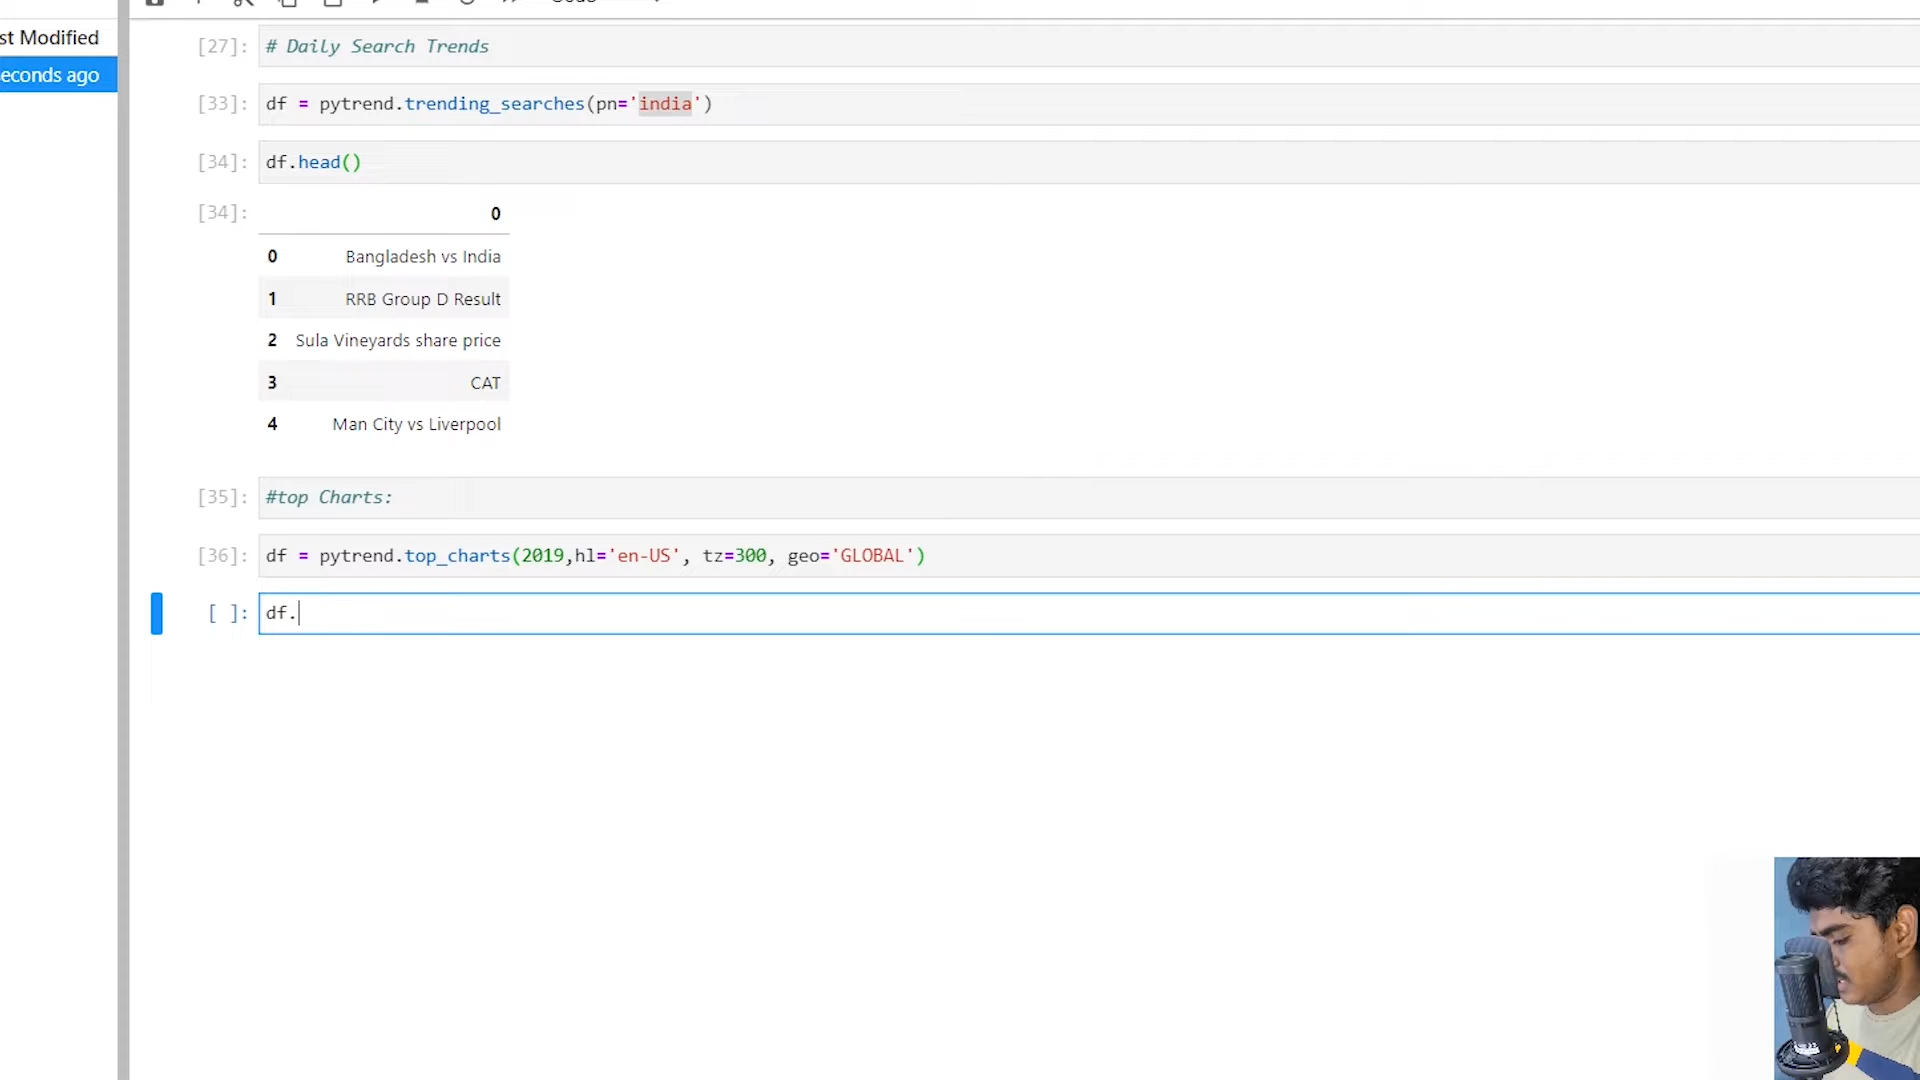 st Modified
econds ago
[27]: # Daily Search Trends
[33]: df = pytrend.trending_searches(pn='india')
[34]: df.head()
[34]: 0
0 Bangladesh vs India
1 RRB Group D Result
2 Sula Vineyards share price
3 CAT
4 Man City vs Liverpool
[35]: #top Charts:
[36]: df = pytrend.top_charts(2019,hl='en-US', tz=300, geo='GLOBAL')
[ ]: df.